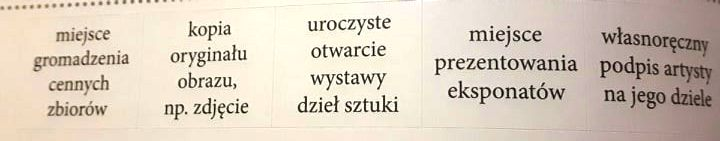 miejsce
gromadzenia
cennych
zbiorów
kopia
oryginału
obrazu,
np. zdjęcie
uroczyste
otwarcie
wystawy
dzieł sztuki
miejsce
prezentowania
eksponatów
własnoręczny
podpis artysty
na jego dziele